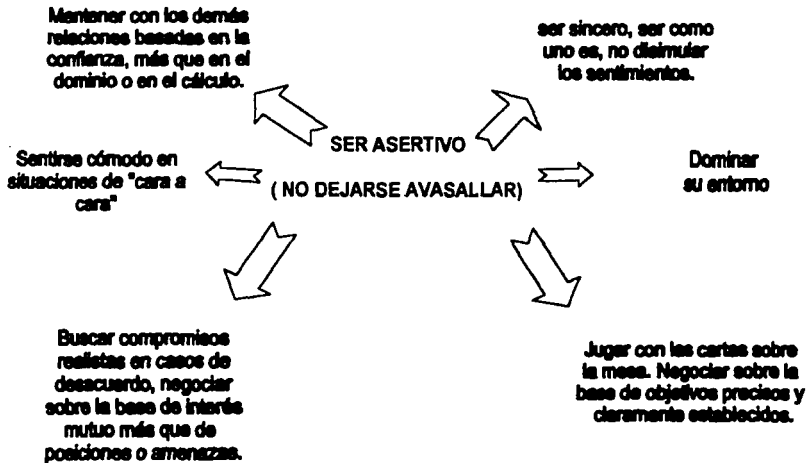 Mantener con los demás
relaciones basadas en la
confianza, más que en el
dominio o en el cálculo.
ser sincero, ser como
uno es, no disimular
los sentimientos.
SER ASERTIVO
(NO DEJARSE AVASALLAR)
Sentirse cómodo en
situaciones de "cara a
cara"
Dominar
su entorno
Buscar compromisos
realistas en casos de
desacuerdo, negociar
sobre la base de interés
mutuo más que de
posiciones o amenazas.
Jugar con las cartas sobre
la mesa. Negociar sobre la
base de objetivos precisos y
claramente establecidos.